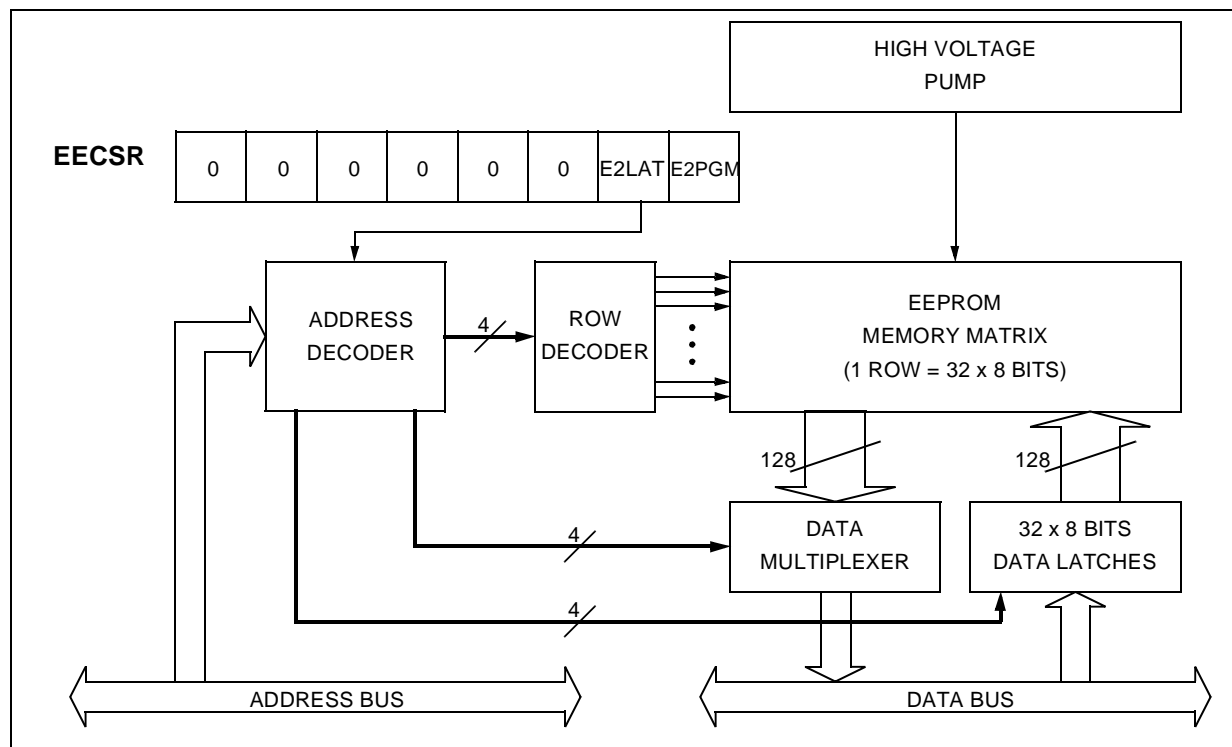 HIGH VOLTAGE
PUMP
EECSR
0 0 0 0 0 0 E2LAT E2PGM
ADDRESS
DECODER
4
ROW
DECODER
EEPROM
MEMORY MATRIX
(1 ROW = 32 x 8 BITS)
128
128
4
DATA
MULTIPLEXER
32 x 8 BITS
DATA LATCHES
4
ADDRESS BUS
DATA BUS